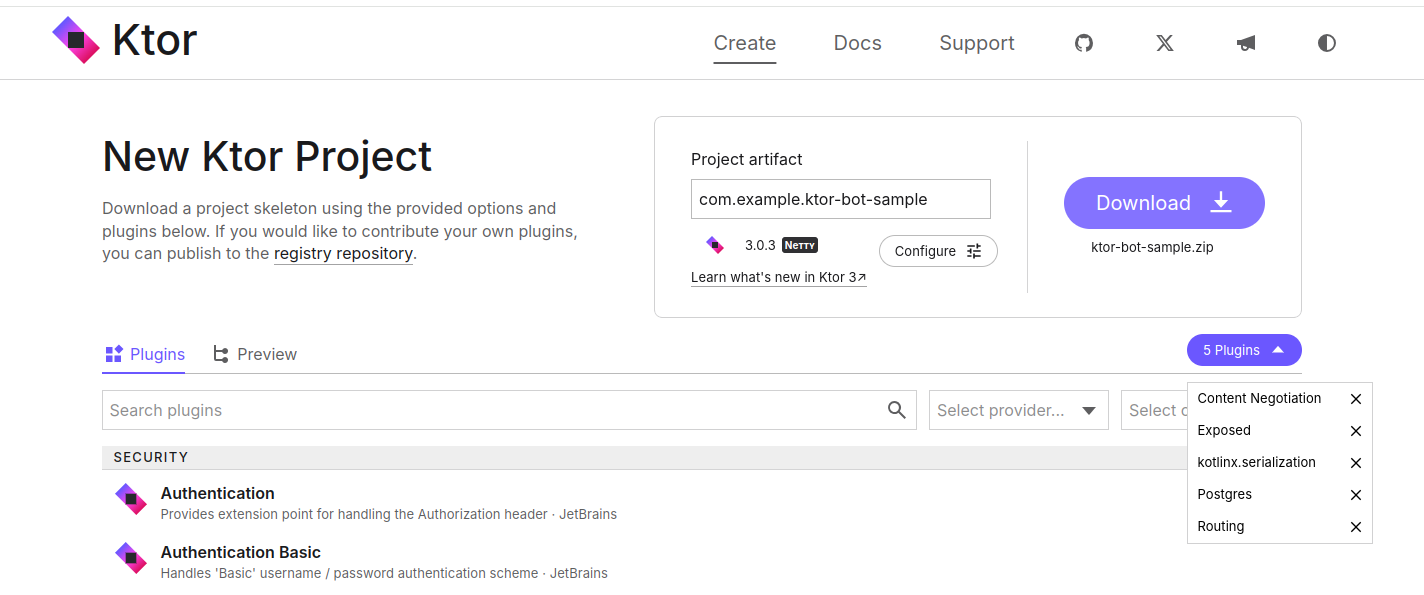 Ktor
Create
Docs
Support
New Ktor Project
Download a project skeleton using the provided options and
plugins below. If you would like to contribute your own plugins,
you can publish to the registry repository.
Project artifact
com.example.ktor-bot-sample
3.0.3 NETTY
Configure
Learn what's new in Ktor 3↗
Download
ktor-bot-sample.zip
Plugins
Preview
5 Plugins
Search plugins
Select provider...
Select c
Content Negotiation
Exposed
kotlinx.serialization
Postgres
Routing
SECURITY
Authentication
Provides extension point for handling the Authorization header · JetBrains
Authentication Basic
Handles 'Basic' username / password authentication scheme · JetBrains